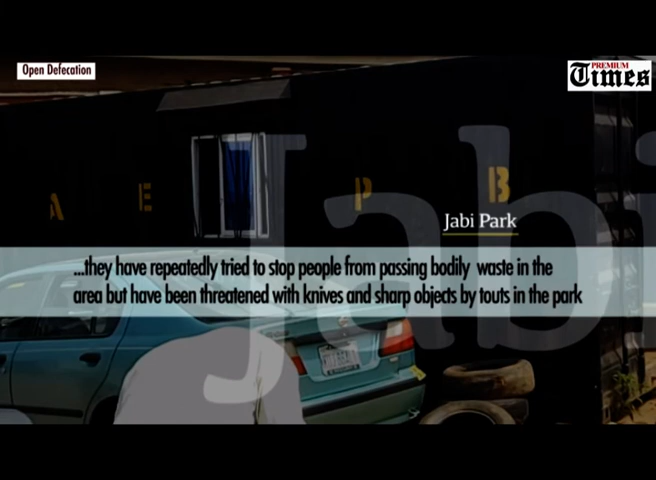 Open Defecation
PREMIUM
Times
Jabi
A E P B
Jabi Park
...they have repeatedly tried to stop people from passing bodily waste in the
area but have been threatened with knives and sharp objects by touts in the park